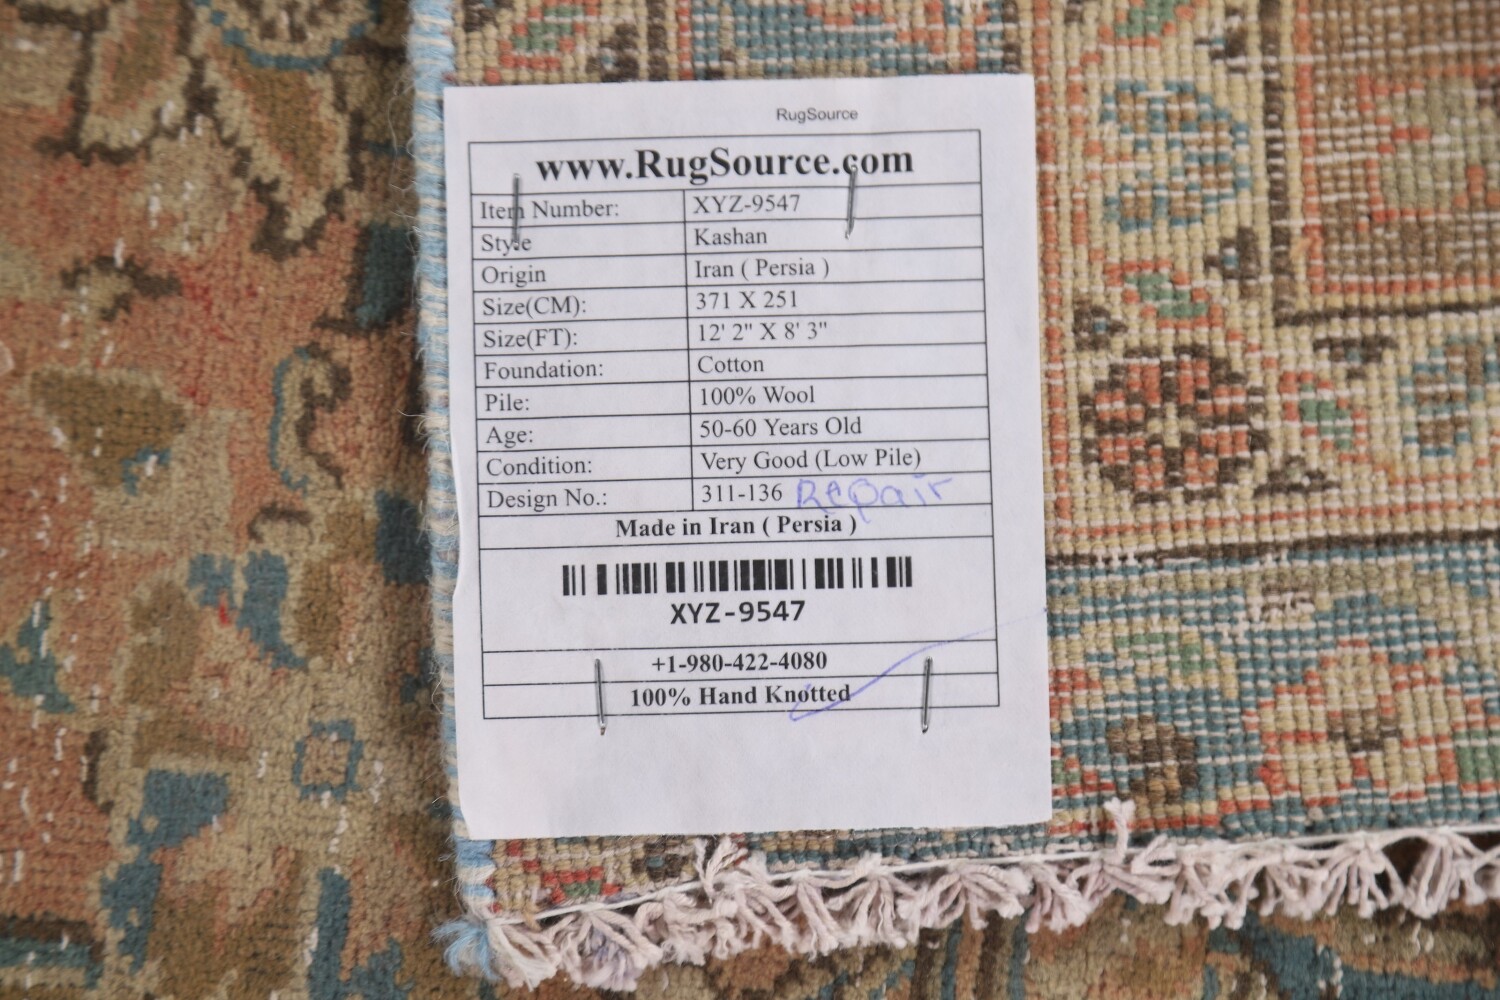 RugSource
www.RugSource.com
Item Number: XYZ-9547
Style Kashan
Origin Iran ( Persia )
Size(CM): 371 X 251
Size(FT): 12' 2" X 8' 3"
Foundation: Cotton
Pile: 100% Wool
Age: 50-60 Years Old
Condition: Very Good (Low Pile)
Design No.: 311-136 Repair
Made in Iran ( Persia )
XYZ-9547
+1-980-422-4080
100% Hand Knotted